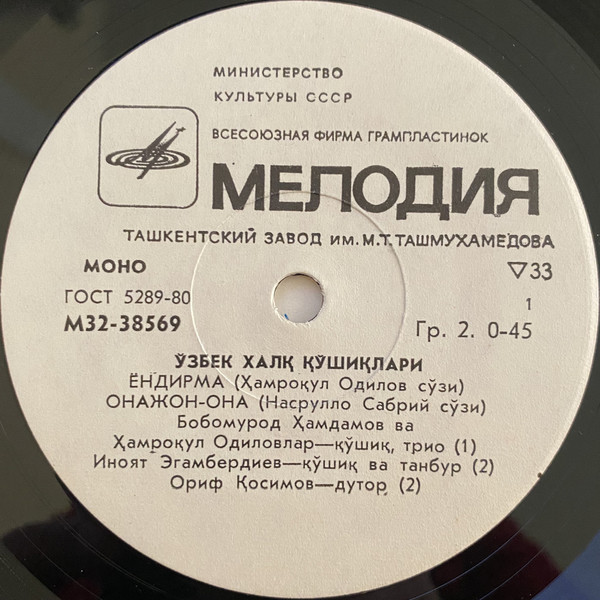 МИНИСТЕРСТВО
КУЛЬТУРЫ СССР
ВСЕСОЮЗНАЯ ФИРМА ГРАМПЛАСТИНОК
МЕЛОДИЯ
ТАШКЕНТСКИЙ ЗАВОД им. М.Т. ТАШМУХАМЕДОВА
МОНО ▽33
ГОСТ 5289-80 1
М32-38569 Гр. 2. 0-45
ЎЗБЕК ХАЛҚ ҚЎШИҚЛАРИ
ЁНДИРМА (Ҳамроқул Одилов сўзи)
ОНАЖОН-ОНА (Насрулло Сабрий сўзи)
Бобомурод Ҳамдамов ва
Ҳамроқул Одиловлар—қўшиқ, трио (1)
Иноят Эгамбердиев—қўшиқ ва танбур (2)
Ориф Қосимов—дутор (2)